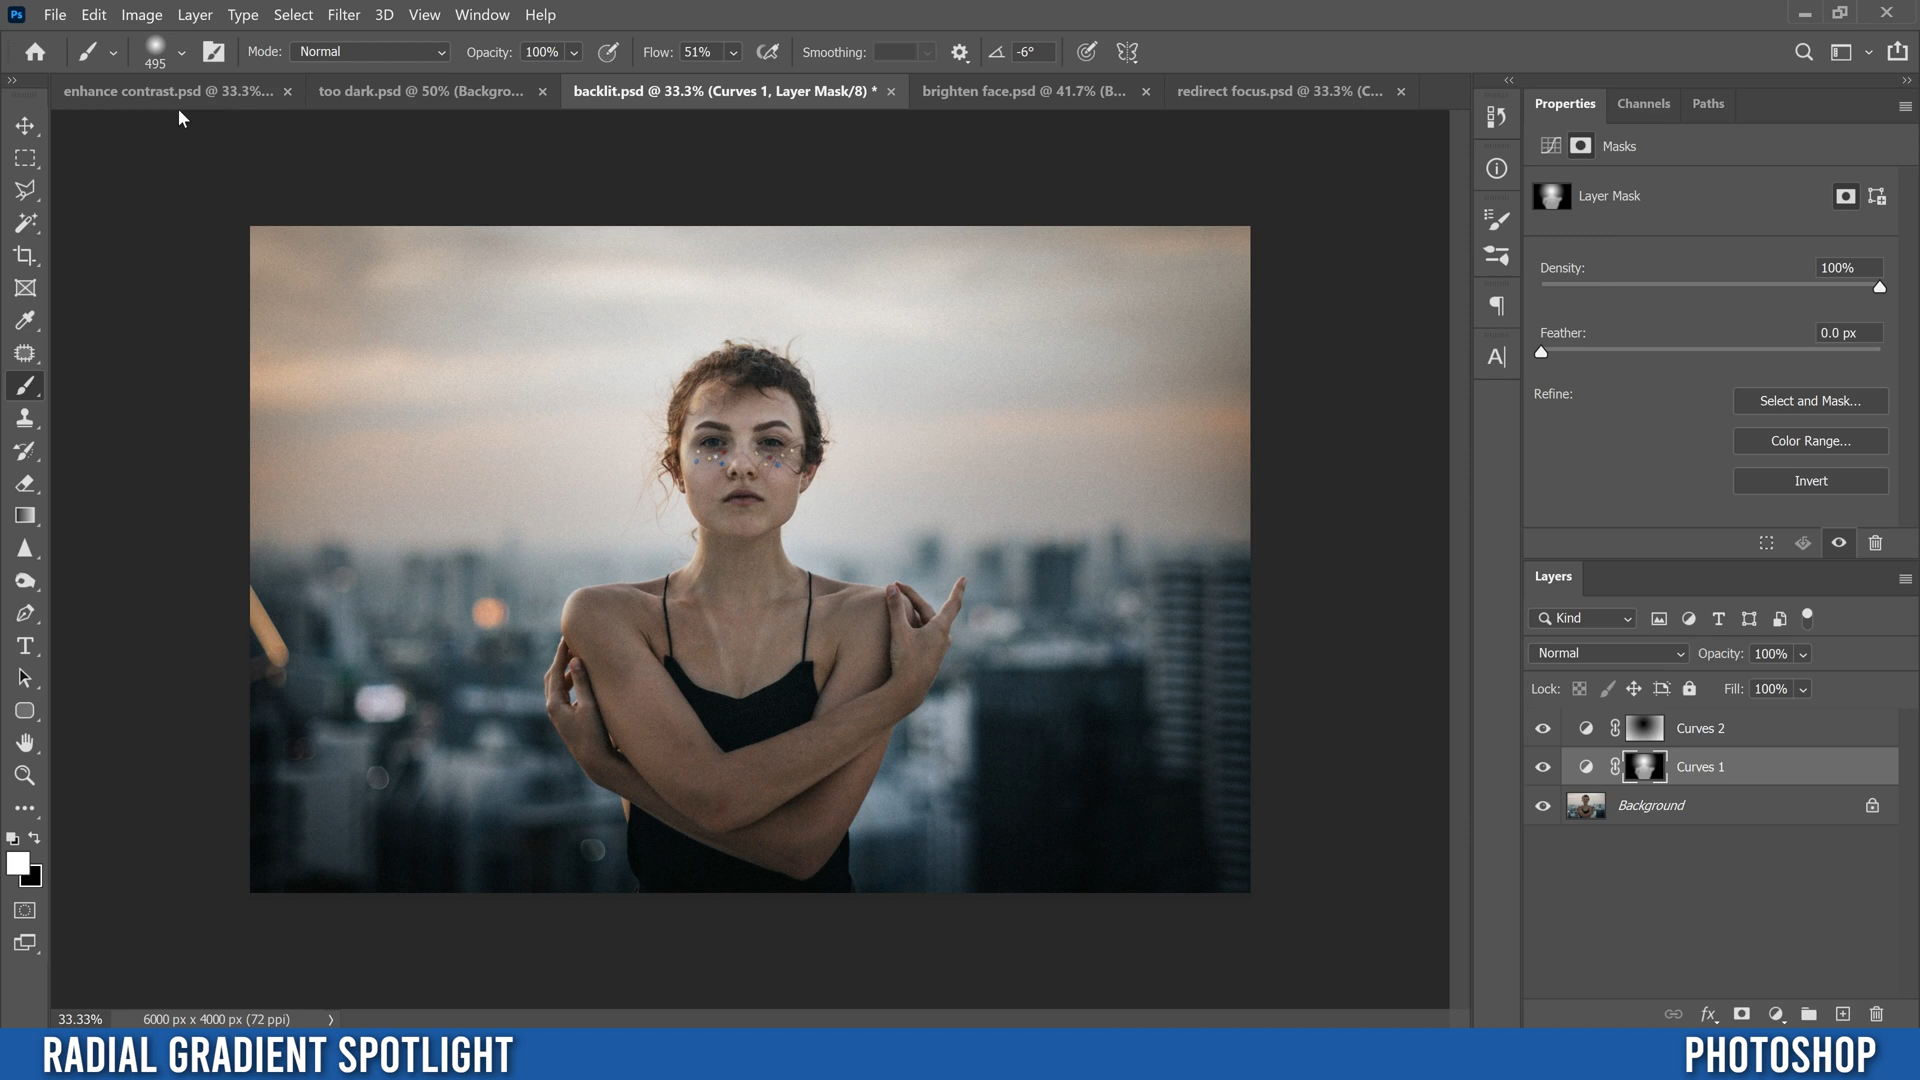 Ps File Edit Image Layer Type Select Filter 3D View Window Help
495 Mode: Normal Opacity: 100% Flow: 51% Smoothing: -6°
enhance contrast.psd @ 33.3%... too dark.psd @ 50% (Backgro... backlit.psd @ 33.3% (Curves 1, Layer Mask/8) * brighten face.psd @ 41.7% (B... redirect focus.psd @ 33.3% (C...
Properties Channels Paths
Masks
Layer Mask
Density: 100%
Feather: 0.0 px
Refine:
Select and Mask...
Color Range...
Invert
Layers
Kind
Normal Opacity: 100%
Lock: Fill: 100%
Curves 2
Curves 1
Background
33.33% 6000 px x 4000 px (72 ppi)
RADIAL GRADIENT SPOTLIGHT
PHOTOSHOP